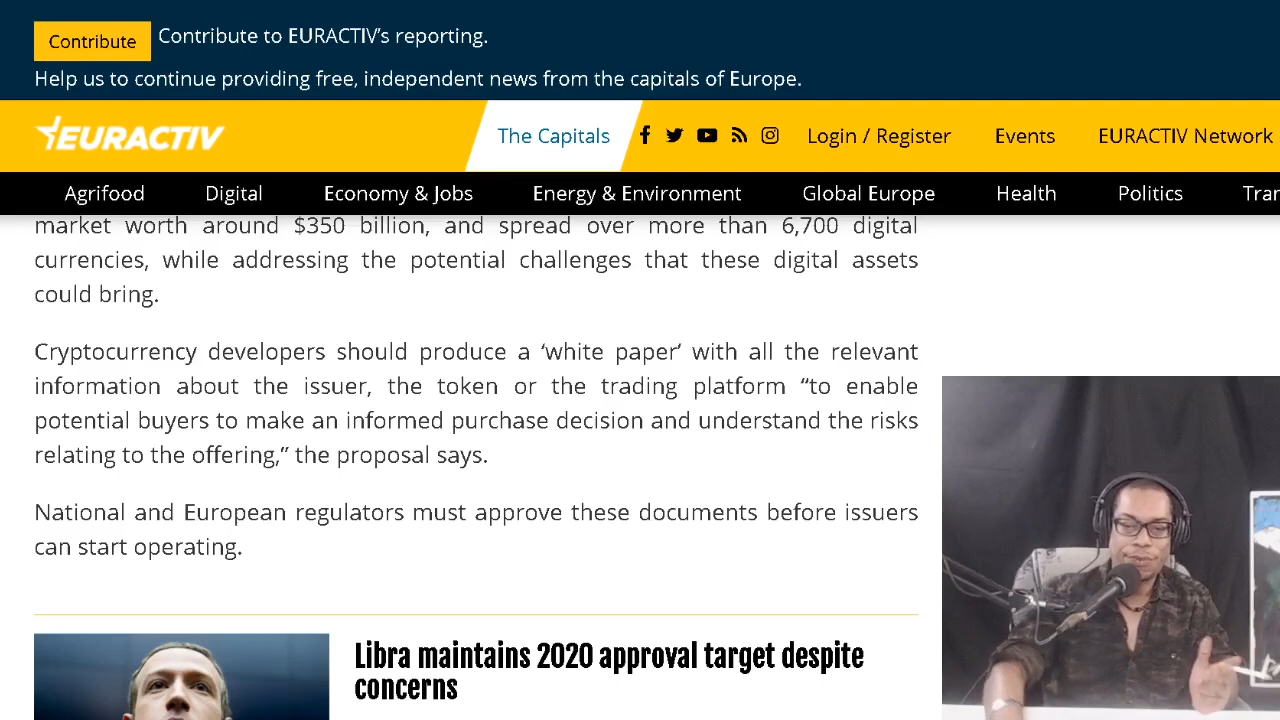 Contribute
Contribute to EURACTIV's reporting.
Help us to continue providing free, independent news from the capitals of Europe.
EURACTIV
The Capitals
Login / Register
Events
EURACTIV Network
Agrifood
Digital
Economy & Jobs
Energy & Environment
Global Europe
Health
Politics
Tran
market worth around $350 billion, and spread over more than 6,700 digital
currencies, while addressing the potential challenges that these digital assets
could bring.
Cryptocurrency developers should produce a ‘white paper’ with all the relevant
information about the issuer, the token or the trading platform “to enable
potential buyers to make an informed purchase decision and understand the risks
relating to the offering,” the proposal says.
National and European regulators must approve these documents before issuers
can start operating.
Libra maintains 2020 approval target despite
concerns